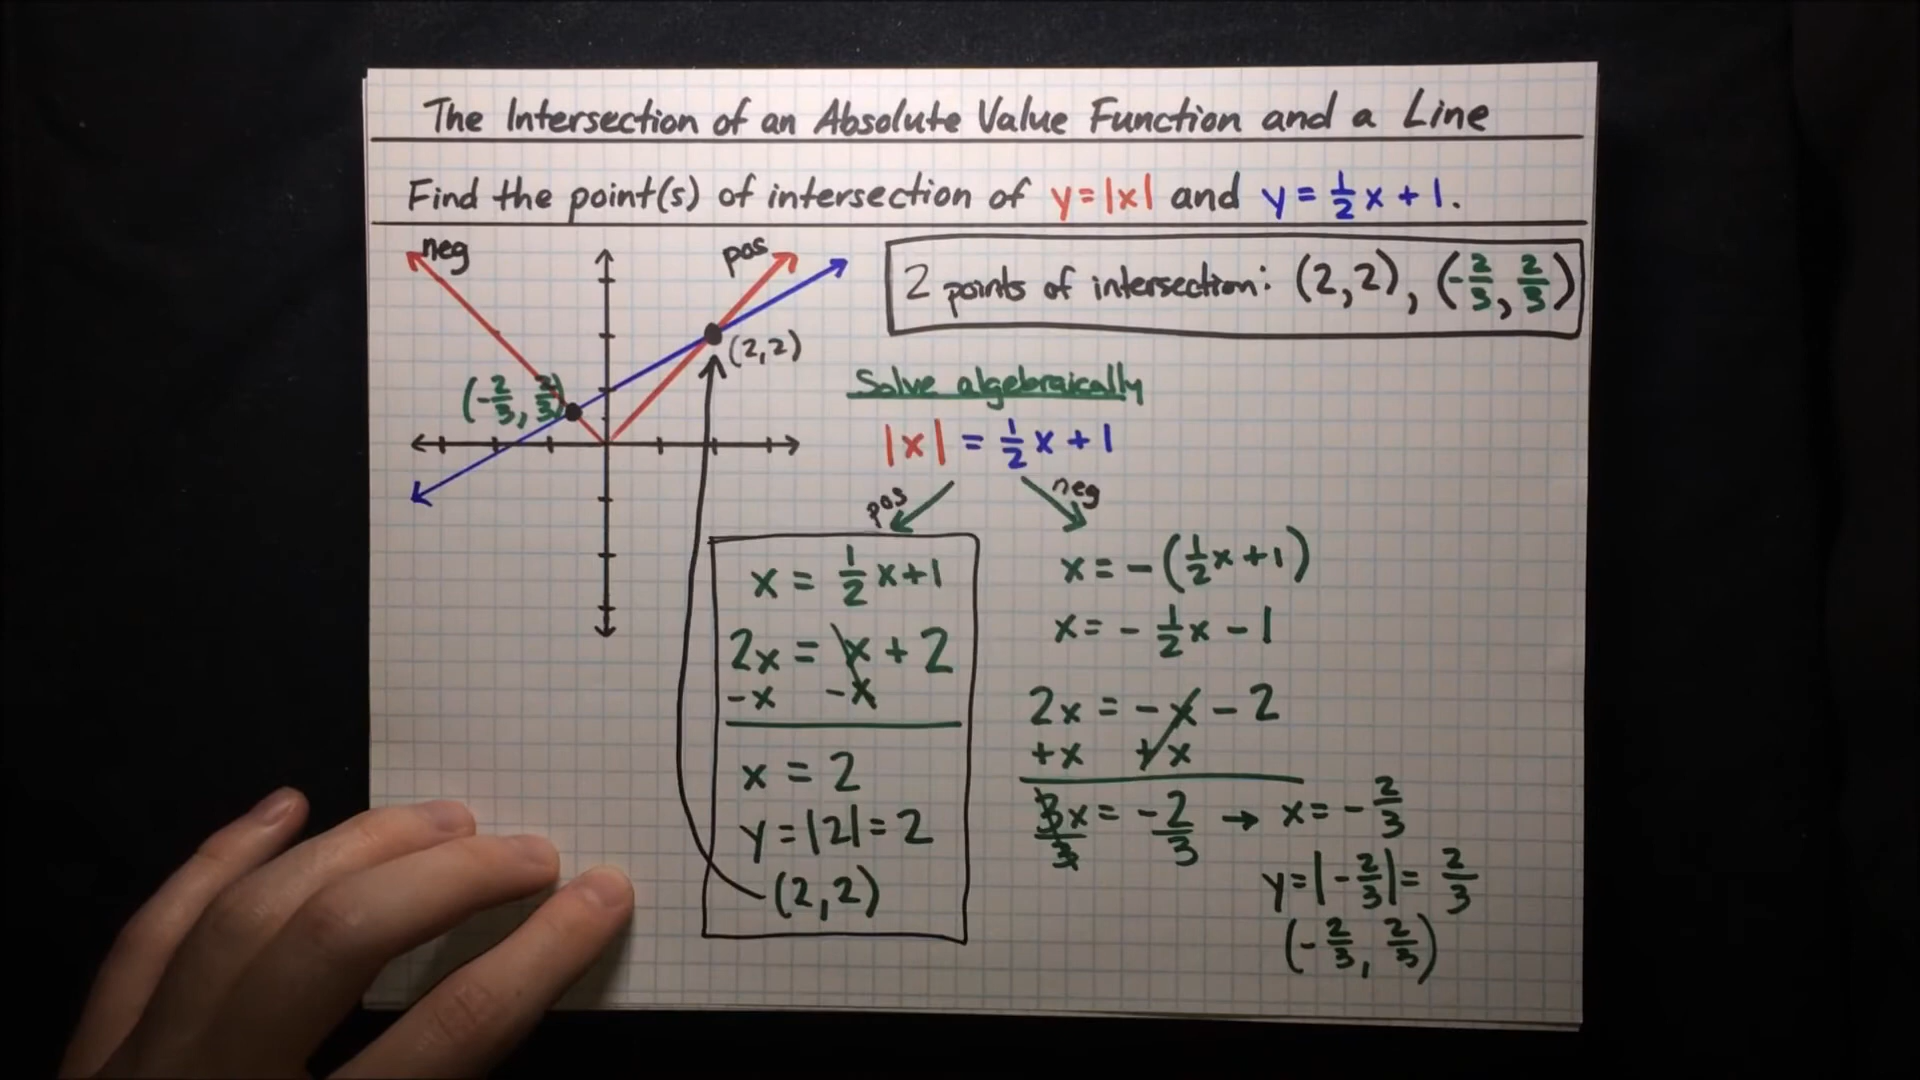 The Intersection of an Absolute Value Function and a Line
Find the point(s) of intersection of y=|x| and y=1/2x+1.
neg
pos
(2,2)
(-2/3, 2/3)
2 points of intersection: (2,2), (-2/3, 2/3)
Solve algebraically
|x| = 1/2x+1
pos
neg
x = 1/2x+1
2x = x + 2
-x -x
x = 2
y = |2| = 2
(2,2)
x = -(1/2x+1)
x = -1/2x - 1
2x = -x - 2
+x +x
3x/3 = -2/3 → x = -2/3
y = |-2/3| = 2/3
(-2/3, 2/3)